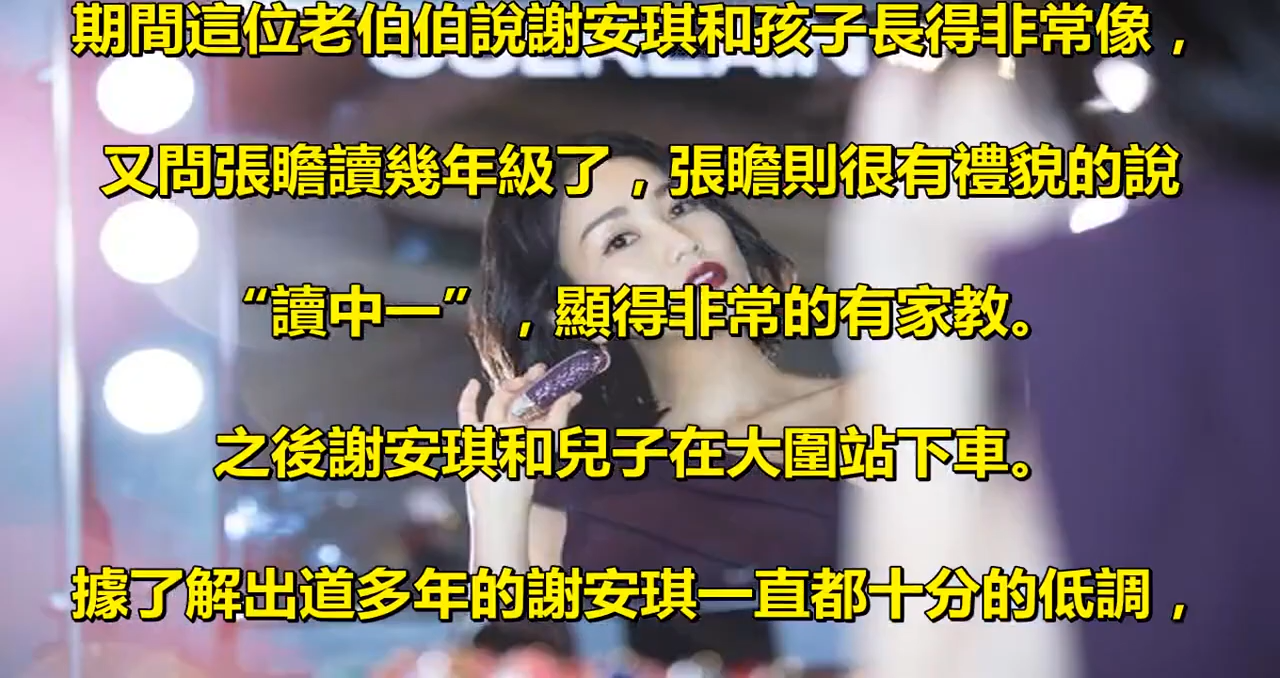 期間這位老伯伯說謝安琪和孩子長得非常像，
又問張瞻讀幾年級了，張瞻則很有禮貌的說
“讀中一”，顯得非常的有家教。
之後謝安琪和兒子在大圍站下車。
據了解出道多年的謝安琪一直都十分的低調，